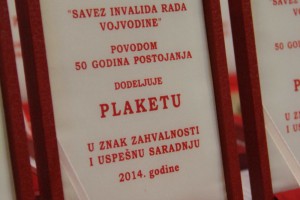 "SAVEZ INVALIDA RADA
VOJVODINE"
POVODOM
50 GODINA POSTOJANJA
DODELJUJE
PLAKETU
U ZNAK ZAHVALNOSTI
I USPEŠNU SARADNJU
2014. godine